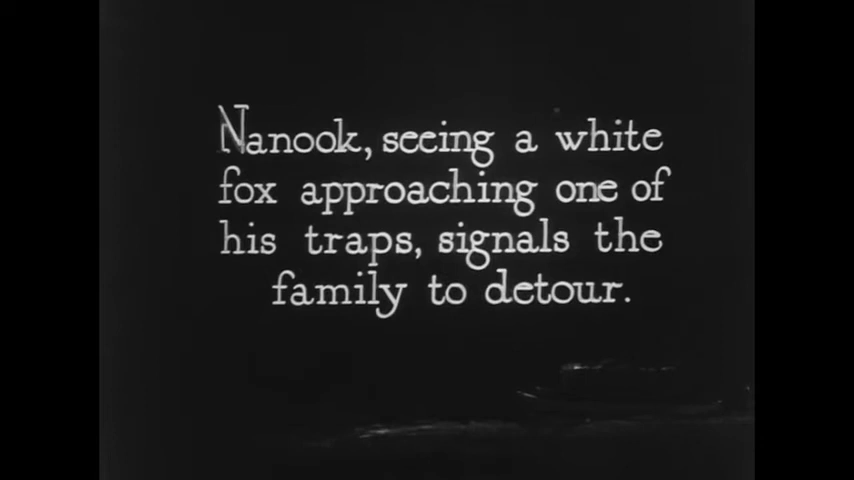 Nanook, seeing a white
fox approaching one of
his traps, signals the
family to detour.